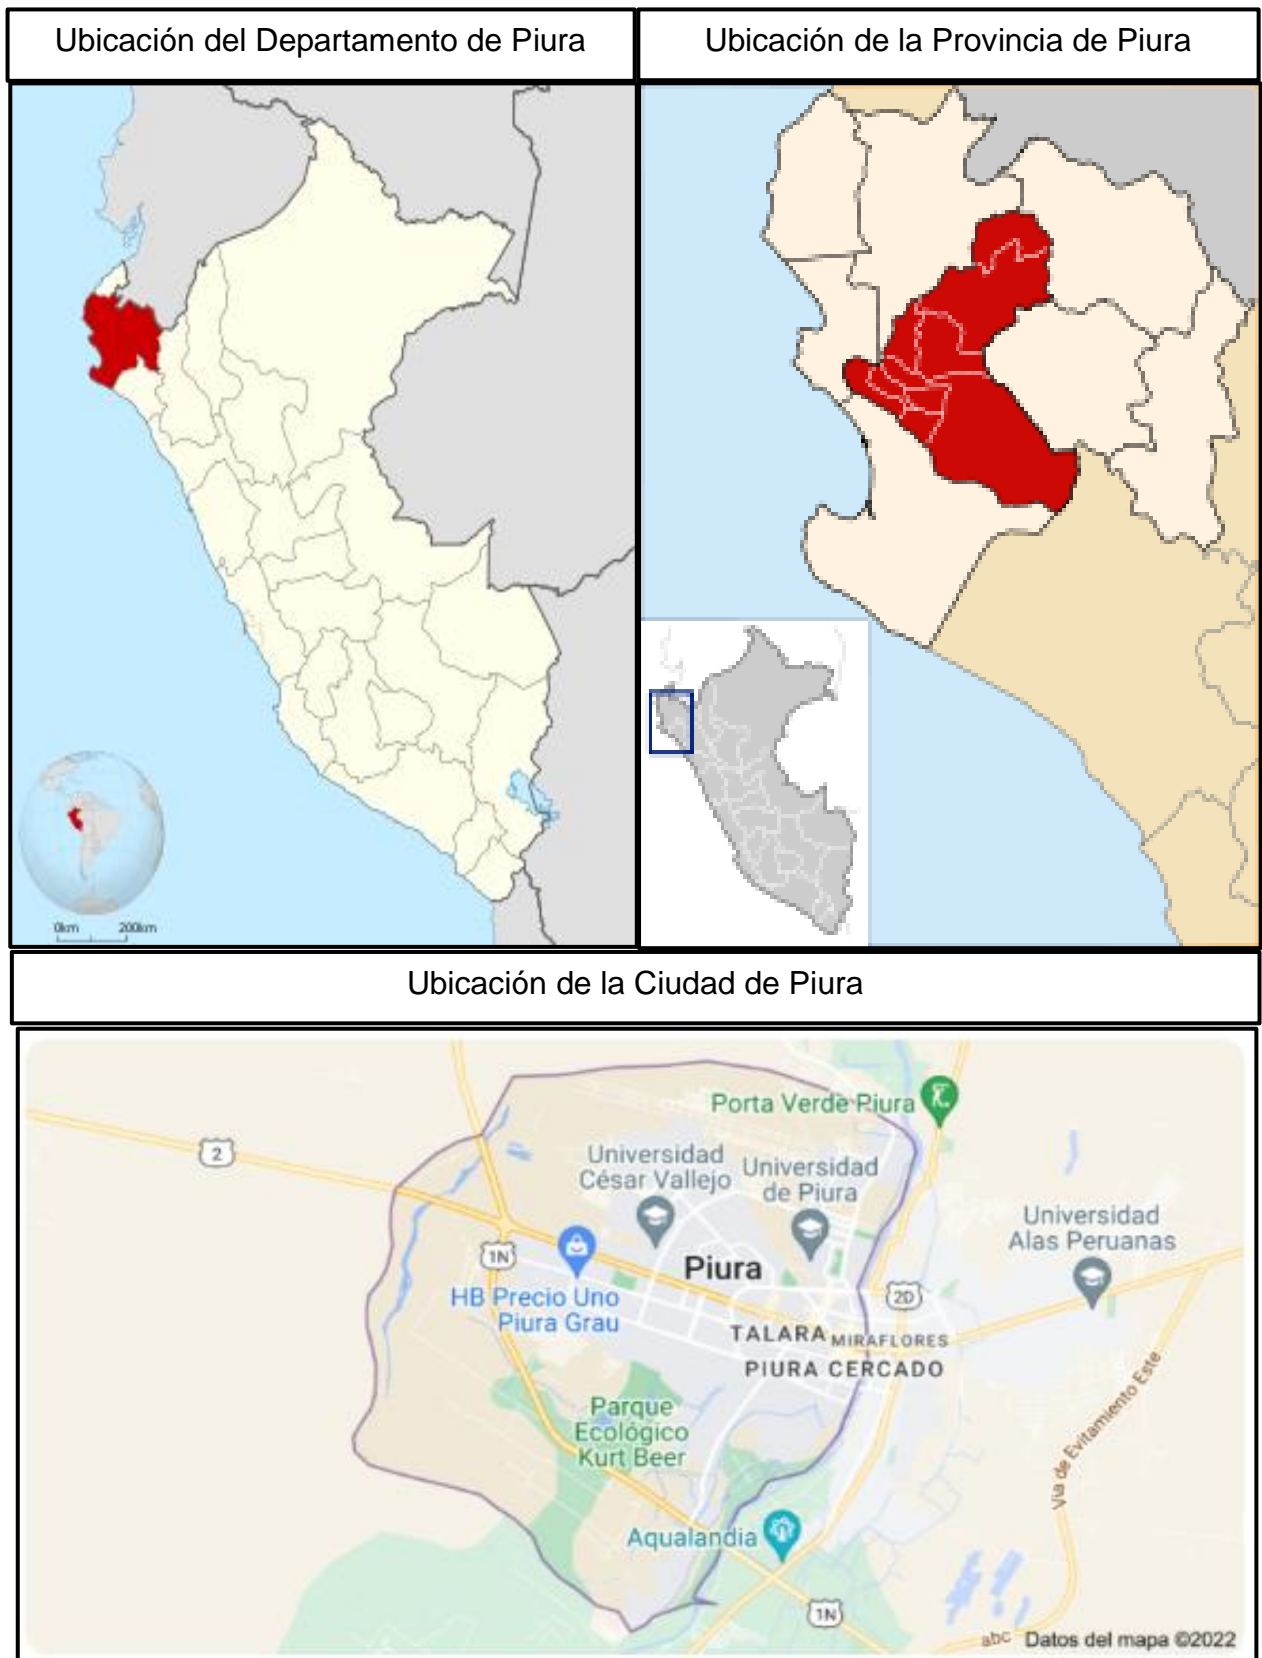 Ubicación del Departamento de Piura
Ubicación de la Provincia de Piura
0km 200km
Ubicación de la Ciudad de Piura
Porta Verde Piura
2
Universidad
César Vallejo
Universidad
de Piura
Universidad
Alas Peruanas
1N
Piura
HB Precio Uno
Piura Grau
2D
TALARA
MIRAFLORES
PIURA CERCADO
Parque
Ecológico
Kurt Beer
Vía de Evitamiento Este
Aqualandia
1N
abc Datos del mapa ©2022